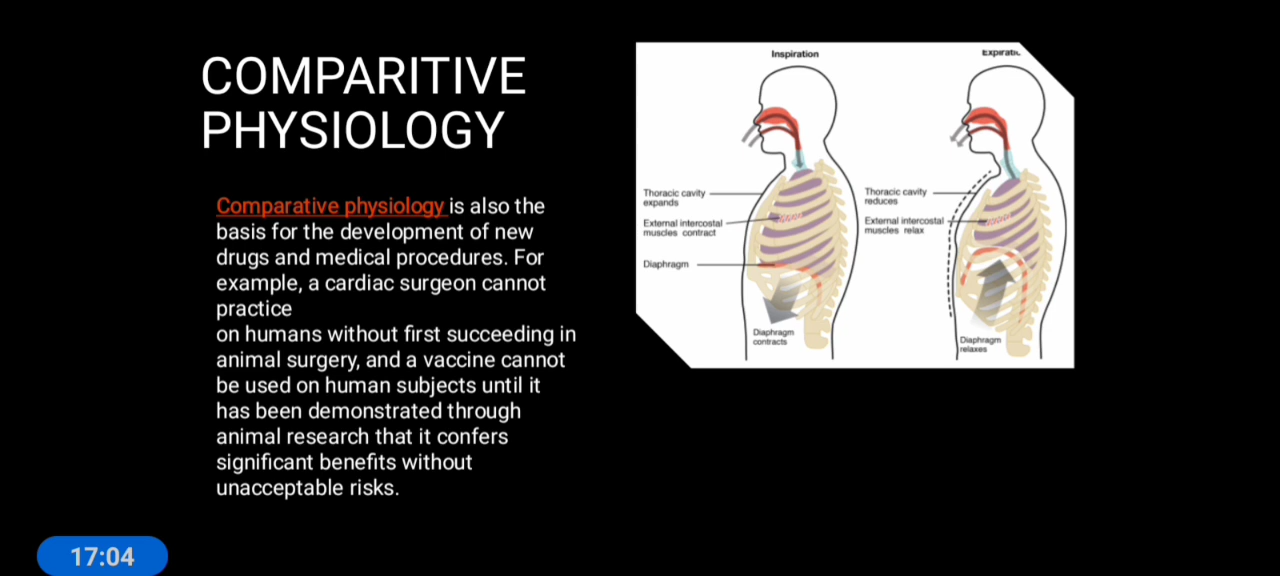 COMPARITIVE
PHYSIOLOGY
Comparative physiology is also the
basis for the development of new
drugs and medical procedures. For
example, a cardiac surgeon cannot
practice
on humans without first succeeding in
animal surgery, and a vaccine cannot
be used on human subjects until it
has been demonstrated through
animal research that it confers
significant benefits without
unacceptable risks.
Inspiration
Thoracic cavity
expands
External intercostal
muscles contract
Diaphragm
Diaphragm
contracts
Thoracic cavity
reduces
External intercostal
muscles relax
Diaphragm
relaxes
17:04